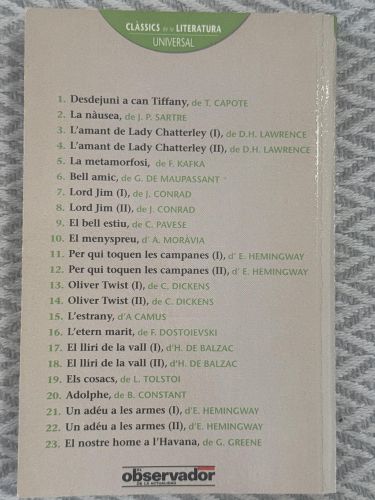 CLÀSSICS de la LITERATURA
UNIVERSAL
1. Desdejuni a can Tiffany, de T. CAPOTE
2. La nàusea, de J. P. SARTRE
3. L'amant de Lady Chatterley (I), de D.H. LAWRENCE
4. L'amant de Lady Chatterley (II), de D.H. LAWRENCE
5. La metamorfosi, de F. KAFKA
6. Bell amic, de G. DE MAUPASSANT
7. Lord Jim (I), de J. CONRAD
8. Lord Jim (II), de J. CONRAD
9. El bell estiu, de C. PAVESE
10. El menyspreu, d' A. MORÀVIA
11. Per qui toquen les campanes (I), d' E. HEMINGWAY
12. Per qui toquen les campanes (II), d' E. HEMINGWAY
13. Oliver Twist (I), de C. DICKENS
14. Oliver Twist (II), de C. DICKENS
15. L'estrany, d'A CAMUS
16. L'etern marit, de F. DOSTOIEVSKI
17. El lliri de la vall (I), d'H. DE BALZAC
18. El lliri de la vall (II), d'H. DE BALZAC
19. Els cosacs, de L. TOLSTOI
20. Adolphe, de B. CONSTANT
21. Un adéu a les armes (I), d'E. HEMINGWAY
22. Un adéu a les armes (II), d'E. HEMINGWAY
23. El nostre home a l'Havana, de G. GREENE
EL
observador
DE LA ACTUALIDAD